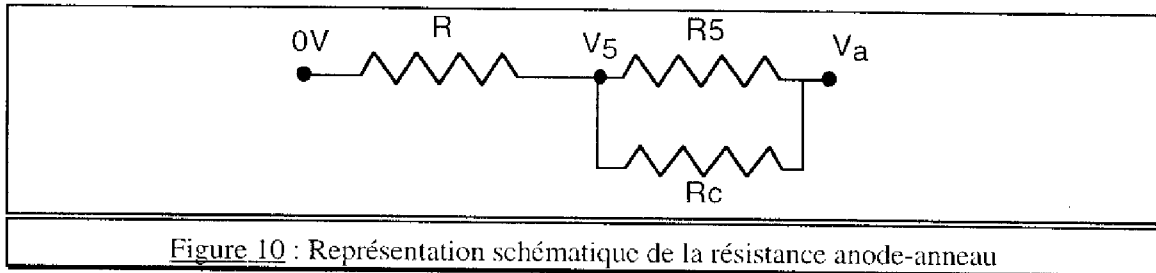 0V R V5 R5 Va
Rc
Figure 10 : Représentation schématique de la résistance anode-anneau